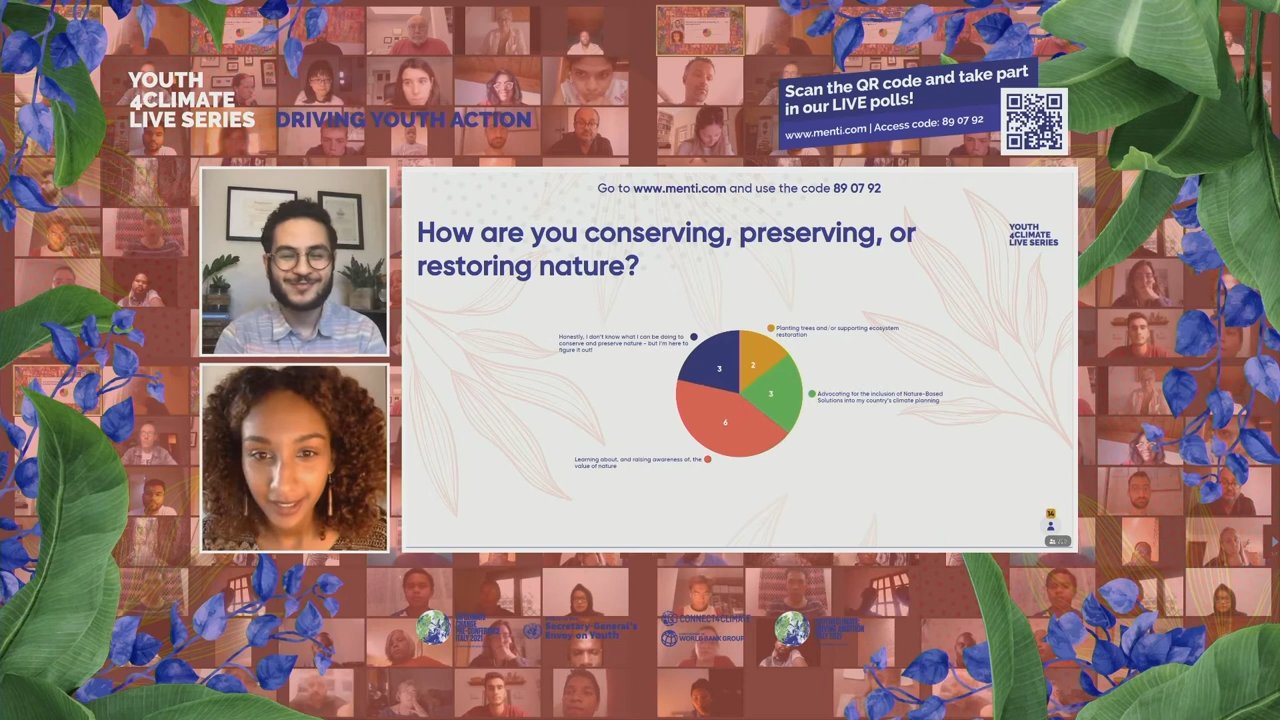 YOUTH
4CLIMATE
LIVE SERIES
DRIVING YOUTH ACTION
Scan the QR code and take part
in our LIVE polls!
www.menti.com | Access code: 89 07 92
Go to www.menti.com and use the code 89 07 92
How are you conserving, preserving, or
restoring nature?
YOUTH
4CLIMATE
LIVE SERIES
Honestly, I don't know what I can be doing to
conserve and preserve nature - but I'm here to
figure it out!
Planting trees and/or supporting ecosystem
restoration
3
2
3
6
Advocating for the inclusion of Nature-Based
Solutions into my country's climate planning
Learning about, and raising awareness of, the
value of nature
14
Secretary-General's
Envoy on Youth
CONNECT4CLIMATE
WORLD BANK GROUP